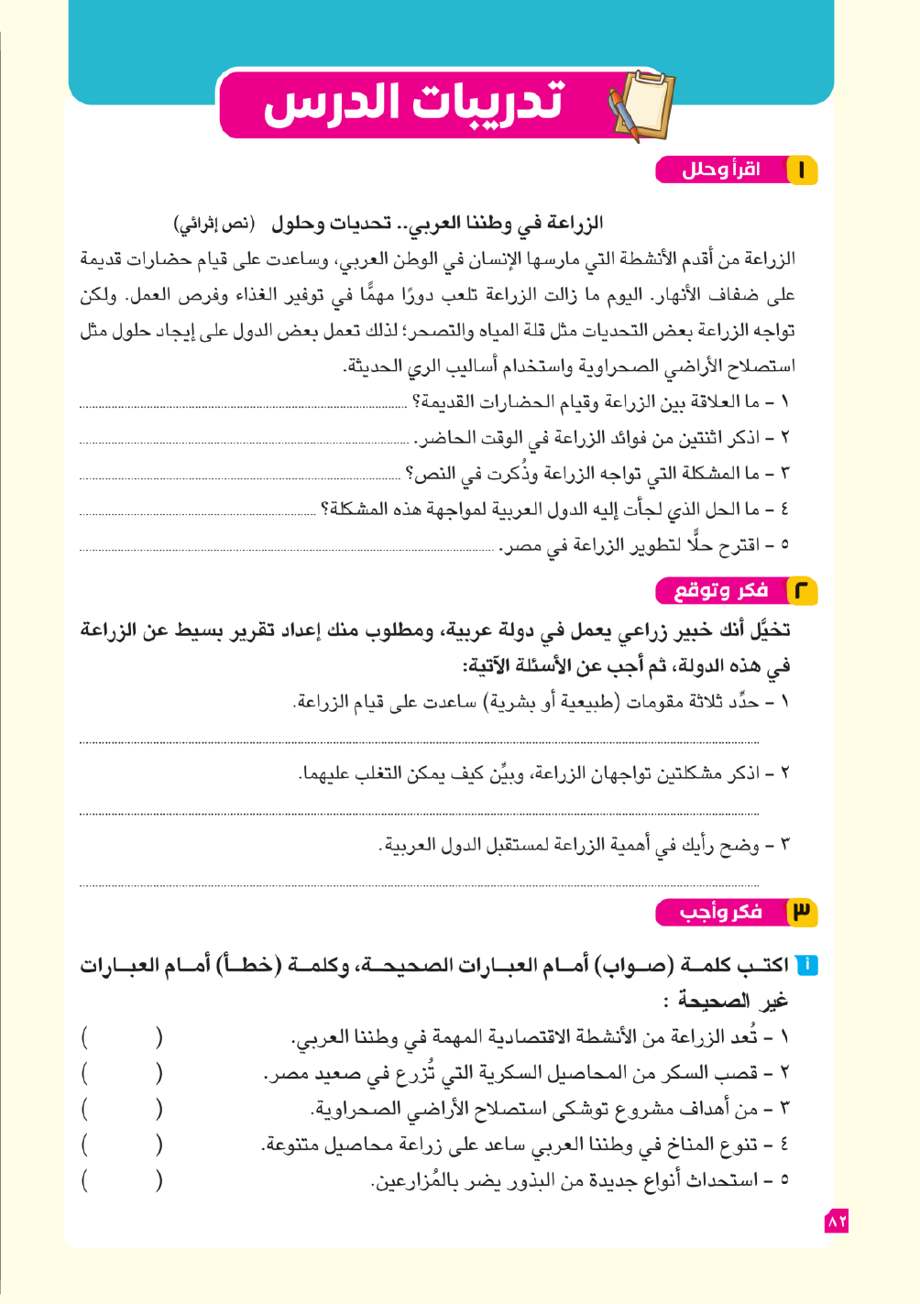 تدريبات الدرس
١ اقرأ وحلل
الزراعة في وطننا العربي.. تحديات وحلول (نص إثرائي)
الزراعة من أقدم الأنشطة التي مارسها الإنسان في الوطن العربي، وساعدت على قيام حضارات قديمة
على ضفاف الأنهار. اليوم ما زالت الزراعة تلعب دورًا مهمًّا في توفير الغذاء وفرص العمل. ولكن
تواجه الزراعة بعض التحديات مثل قلة المياه والتصحر؛ لذلك تعمل بعض الدول على إيجاد حلول مثل
استصلاح الأراضي الصحراوية واستخدام أساليب الري الحديثة.
١ - ما العلاقة بين الزراعة وقيام الحضارات القديمة؟
٢ - اذكر اثنتين من فوائد الزراعة في الوقت الحاضر.
٣ - ما المشكلة التي تواجه الزراعة وذُكرت في النص؟
٤ - ما الحل الذي لجأت إليه الدول العربية لمواجهة هذه المشكلة؟
٥ - اقترح حلًّا لتطوير الزراعة في مصر.
٢ فكر وتوقع
تخيَّل أنك خبير زراعي يعمل في دولة عربية، ومطلوب منك إعداد تقرير بسيط عن الزراعة
في هذه الدولة، ثم أجب عن الأسئلة الآتية:
١ - حدِّد ثلاثة مقومات (طبيعية أو بشرية) ساعدت على قيام الزراعة.
٢ - اذكر مشكلتين تواجهان الزراعة، وبيِّن كيف يمكن التغلب عليهما.
٣ - وضح رأيك في أهمية الزراعة لمستقبل الدول العربية.
٣ فكر وأجب
أ اكتـب كلمـة (صـواب) أمـام العبـارات الصحيحـة، وكلمـة (خطـأ) أمـام العبـارات
غير الصحيحة :
١ - تُعد الزراعة من الأنشطة الاقتصادية المهمة في وطننا العربي. ( )
٢ - قصب السكر من المحاصيل السكرية التي تُزرع في صعيد مصر. ( )
٣ - من أهداف مشروع توشكى استصلاح الأراضي الصحراوية. ( )
٤ - تنوع المناخ في وطننا العربي ساعد على زراعة محاصيل متنوعة. ( )
٥ - استحداث أنواع جديدة من البذور يضر بالمُزارعين. ( )
٨٢